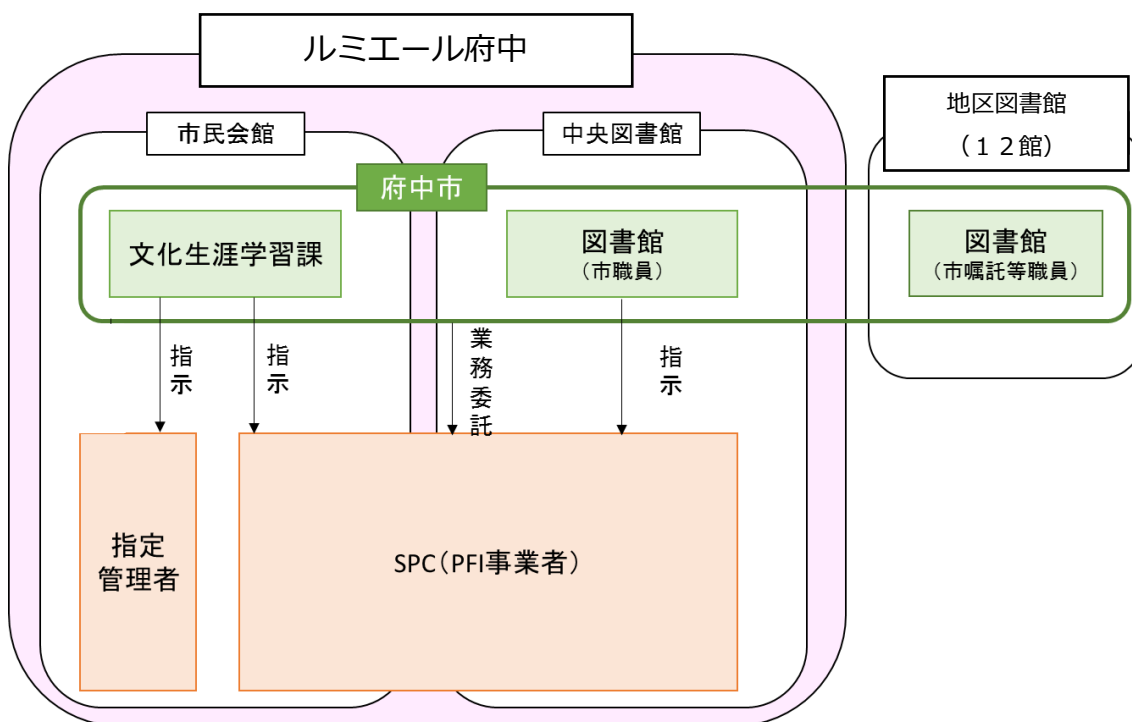 ルミエール府中
市民会館
中央図書館
地区図書館
（１２館）
府中市
文化生涯学習課
図書館
（市職員）
図書館
（市嘱託等職員）
指示
指示
業務委託
指示
指定
管理者
SPC（PFI事業者）